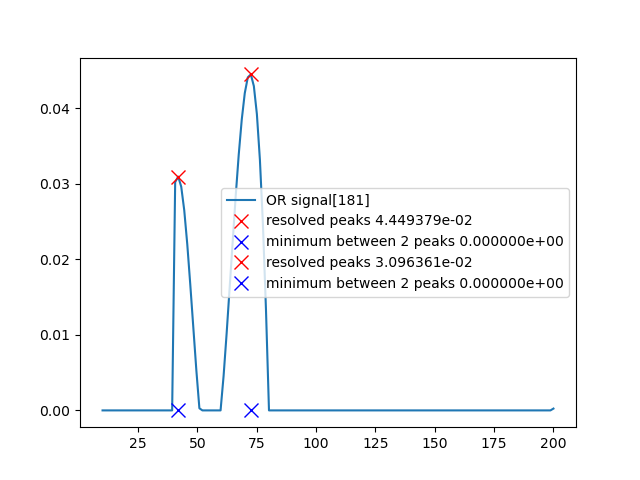 0.04
0.03
0.02
0.01
0.00
25
50
75
100
125
150
175
200
OR signal[181]
resolved peaks 4.449379e-02
minimum between 2 peaks 0.000000e+00
resolved peaks 3.096361e-02
minimum between 2 peaks 0.000000e+00